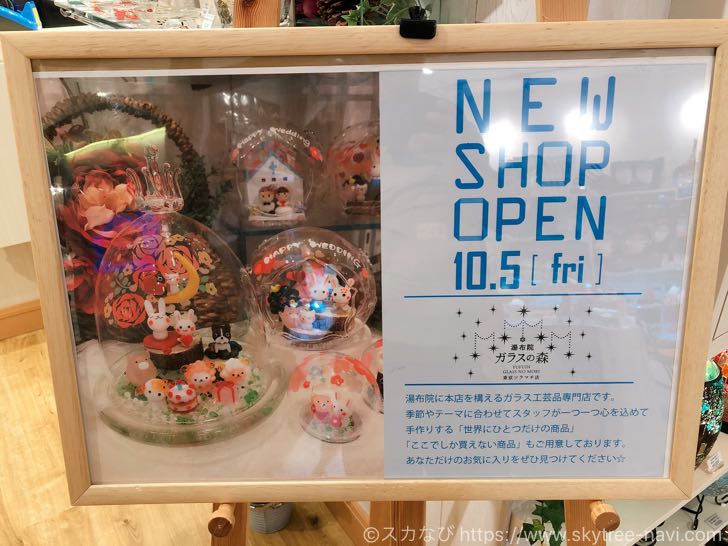 Happy Wedding
HAPPY WEDDING
NEW
SHOP
OPEN
10.5 [ fri ]
湯布院
ガラスの森
YUFUIN
GLASS NO MORI
東京ソラマチ店
湯布院に本店を構えるガラス工芸品専門店です。
季節やテーマに合わせてスタッフが一つ一つ心を込めて
手作りする「世界にひとつだけの商品」
「ここでしか買えない商品」もご用意しております。
あなただけのお気に入りをぜひ見つけてください☆
©スカなび https://www.skytree-navi.com